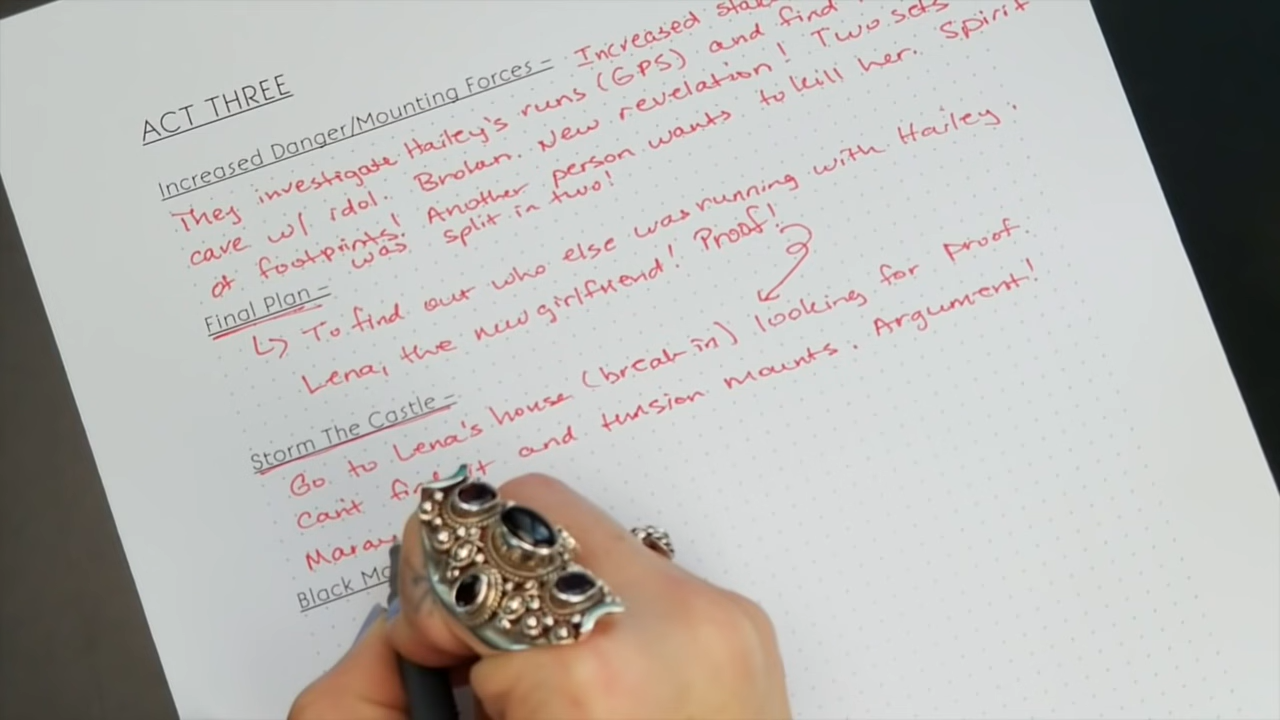 ACT THREE
Increased Danger/Mounting Forces = Increased
They investigate Hailey's runs (GPS) and find
cave w/ idol. Brokan. New revelation! Two sets
of footprints! Another person wants to kill her. Spirit
was split in two!
Final Plan =
↳ To find out who else was running with Hailey.
Lena, the new girlfriend! Proof!
Storm The Castle =
Go to Lena's house (break in) looking for proof.
Can't find it and tension mounts. Argument!
Black